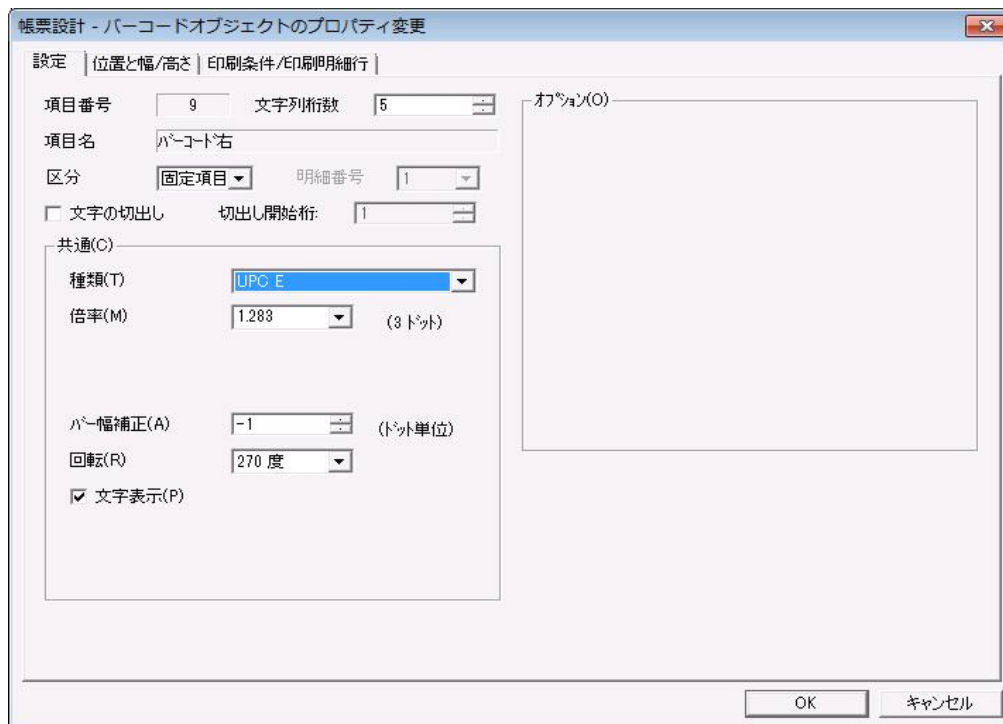 帳票設計 - バーコードオブジェクトのプロパティ変更
設定 位置と幅/高さ 印刷条件/印刷明細行
項目番号 9 文字列桁数 5
項目名 ﾊﾞｰｺｰﾄﾞ右
区分 固定項目 明細番号 1
文字の切出し 切出し開始桁: 1
共通(C)
種類(T) UPC E
倍率(M) 1.283 (3 ﾄﾞｯﾄ)
ﾊﾞｰ幅補正(A) -1 (ﾄﾞｯﾄ単位)
回転(R) 270 度
文字表示(P)
ｵﾌﾟｼｮﾝ(O)
OK キャンセル